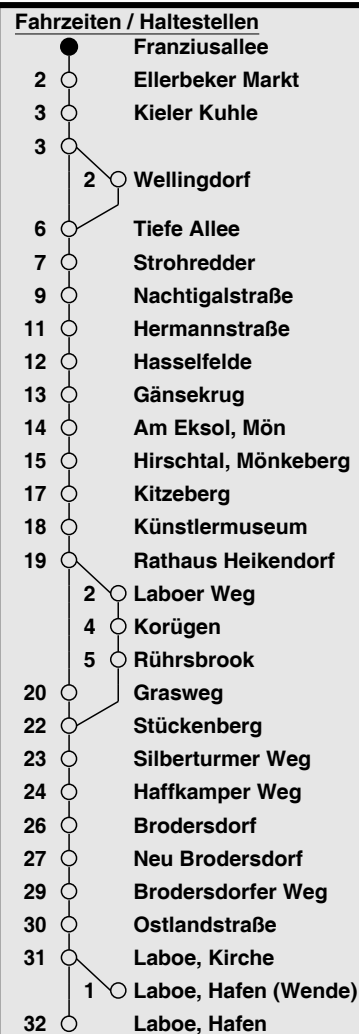 Fahrzeiten / Haltestellen
Franziusallee
2 Ellerbeker Markt
3 Kieler Kuhle
3
2 Wellingdorf
6 Tiefe Allee
7 Strohredder
9 Nachtigalstraße
11 Hermannstraße
12 Hasselfelde
13 Gänsekrug
14 Am Eksol, Mön
15 Hirschtal, Mönkeberg
17 Kitzeberg
18 Künstlermuseum
19 Rathaus Heikendorf
2 Laboer Weg
4 Korügen
5 Rührsbrook
20 Grasweg
22 Stückenberg
23 Silberturmer Weg
24 Haffkamper Weg
26 Brodersdorf
27 Neu Brodersdorf
29 Brodersdorfer Weg
30 Ostlandstraße
31 Laboe, Kirche
1 Laboe, Hafen (Wende)
32 Laboe, Hafen